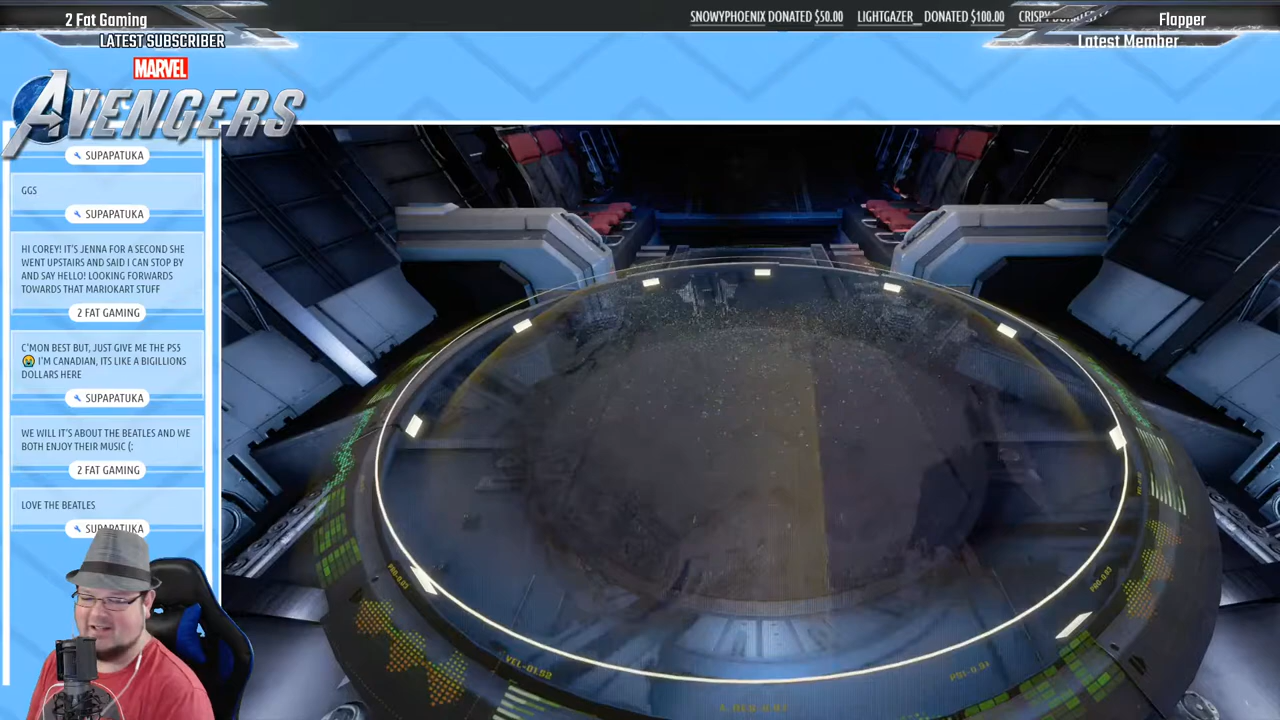 2 Fat Gaming
LATEST SUBSCRIBER
SNOWYPHOENIX DONATED $50.00 LIGHTGAZER_ DONATED $100.00
Flapper
Latest Member
MARVEL
AVENGERS
SUPAPATUKA
GGS
SUPAPATUKA
HI COREY! IT'S JENNA FOR A SECOND SHE
WENT UPSTAIRS AND SAID I CAN STOP BY
AND SAY HELLO! LOOKING FORWARDS
TOWARDS THAT MARIOKART STUFF
2 FAT GAMING
C'MON BEST BUT, JUST GIVE ME THE PS5
😭 I'M CANADIAN, ITS LIKE A BIGILLIONS
DOLLARS HERE
SUPAPATUKA
WE WILL IT'S ABOUT THE BEATLES AND WE
BOTH ENJOY THEIR MUSIC (:
2 FAT GAMING
LOVE THE BEATLES
SUPAPATUKA